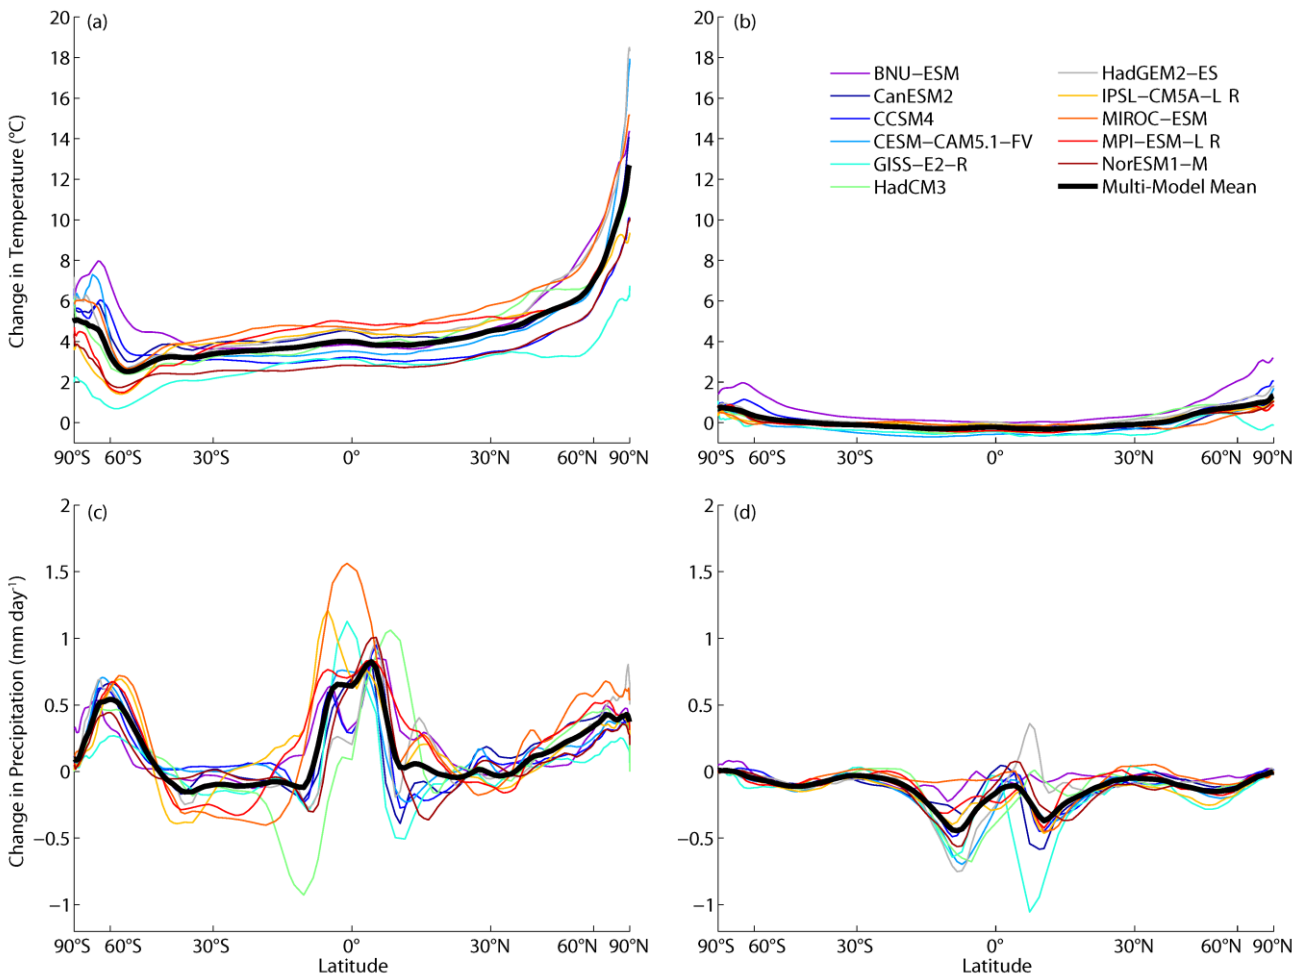 (a)
20
18
16
14
12
10
8
6
4
2
0
Change in Temperature (°C)
90°S 60°S 30°S 0° 30°N 60°N 90°N
(b)
20
18
16
14
12
10
8
6
4
2
0
BNU−ESM
CanESM2
CCSM4
CESM−CAM5.1−FV
GISS−E2−R
HadCM3
HadGEM2−ES
IPSL−CM5A−L R
MIROC−ESM
MPI−ESM−L R
NorESM1−M
Multi-Model Mean
90°S 60°S 30°S 0° 30°N 60°N 90°N
(c)
2
1.5
1
0.5
0
−0.5
−1
Change in Precipitation (mm day⁻¹)
90°S 60°S 30°S 0° 30°N 60°N 90°N
Latitude
(d)
2
1.5
1
0.5
0
−0.5
−1
90°S 60°S 30°S 0° 30°N 60°N 90°N
Latitude